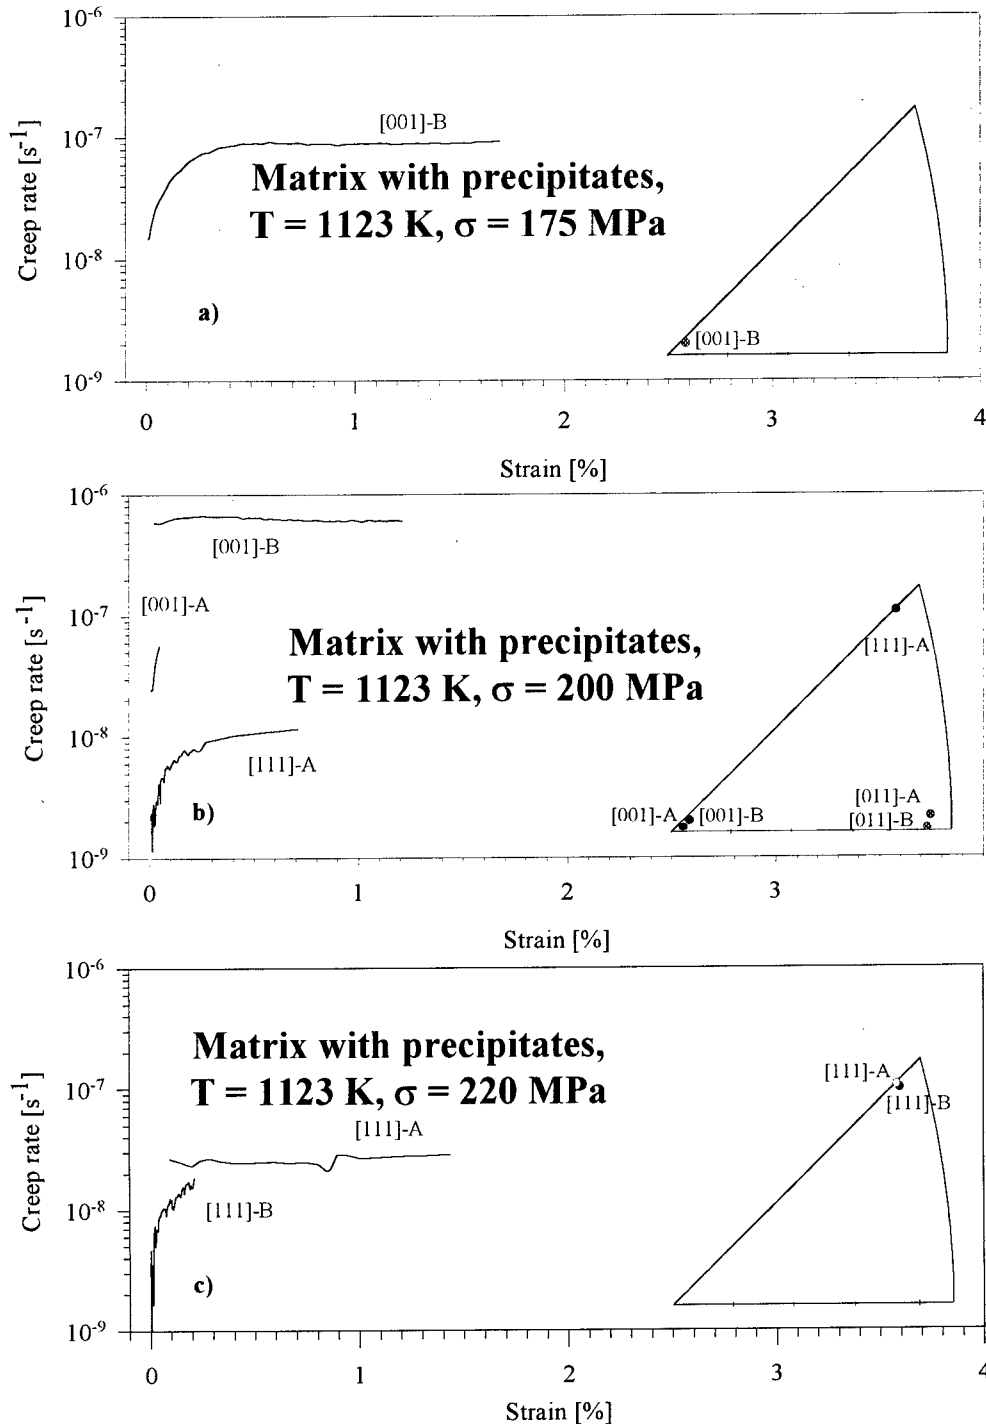 10⁻⁶
10⁻⁷
10⁻⁸
10⁻⁹
Creep rate [s⁻¹]
[001]-B
Matrix with precipitates,
T = 1123 K, σ = 175 MPa
a)
[001]-B
0 1 2 3 4
Strain [%]
10⁻⁶
10⁻⁷
10⁻⁸
10⁻⁹
Creep rate [s⁻¹]
[001]-B
[001]-A
Matrix with precipitates,
T = 1123 K, σ = 200 MPa
[111]-A
[111]-A
b)
[011]-A
[001]-A [001]-B [011]-B
0 1 2 3
Strain [%]
10⁻⁶
10⁻⁷
10⁻⁸
10⁻⁹
Creep rate [s⁻¹]
Matrix with precipitates,
T = 1123 K, σ = 220 MPa
[111]-A
[111]-B
[111]-A
[111]-B
c)
0 1 2 3 4
Strain [%]